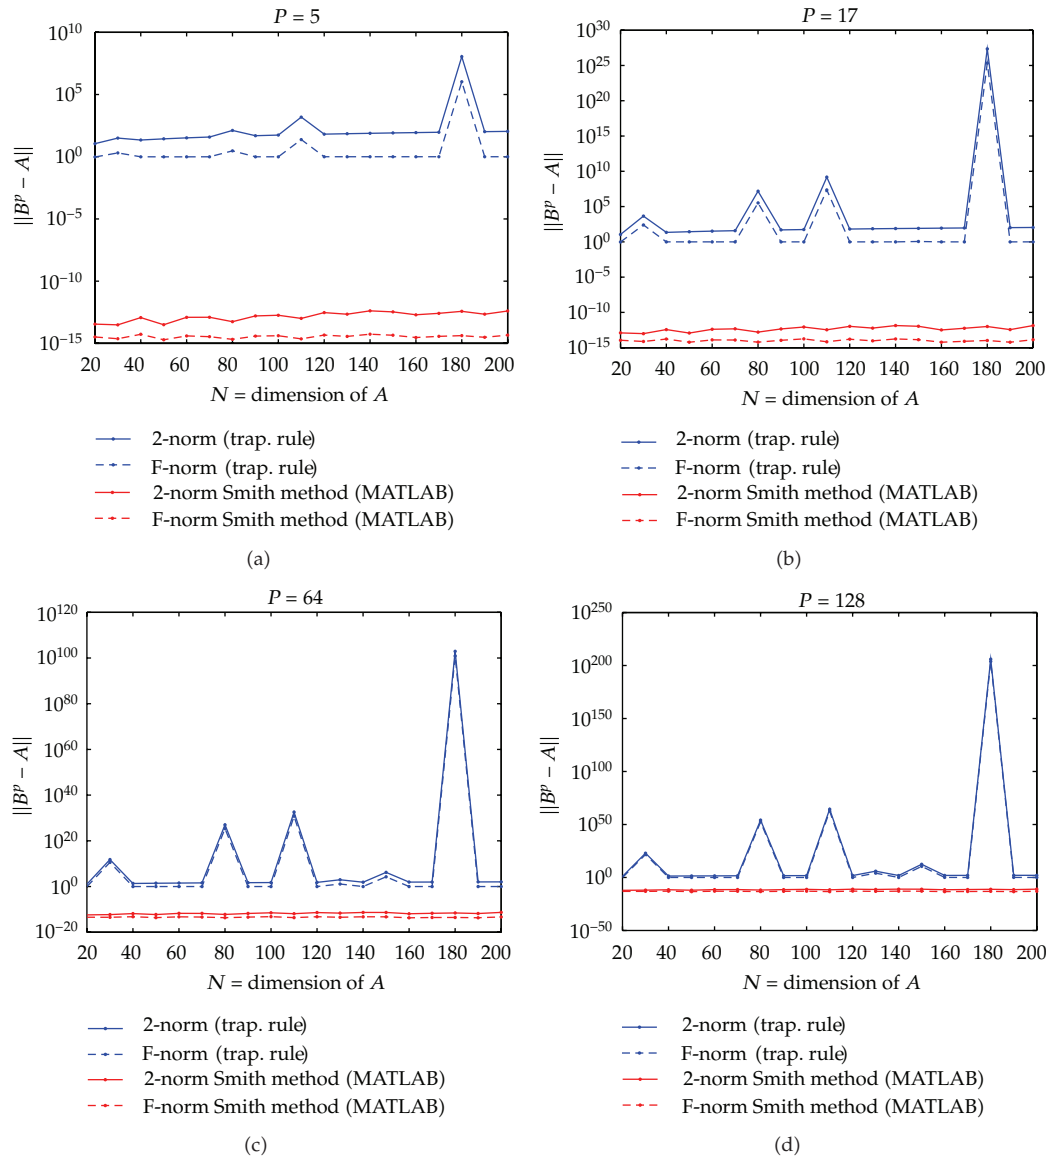 P = 5
10^10
10^5
10^0
10^−5
10^−10
10^−15
||B^p − A||
20 40 60 80 100 120 140 160 180 200
N = dimension of A
2-norm (trap. rule)
F-norm (trap. rule)
2-norm Smith method (MATLAB)
F-norm Smith method (MATLAB)
(a)
P = 17
10^30
10^25
10^20
10^15
10^10
10^5
10^0
10^−5
10^−10
10^−15
||B^p − A||
20 40 60 80 100 120 140 160 180 200
N = dimension of A
2-norm (trap. rule)
F-norm (trap. rule)
2-norm Smith method (MATLAB)
F-norm Smith method (MATLAB)
(b)
P = 64
10^120
10^100
10^80
10^60
10^40
10^20
10^0
10^−20
||B^p − A||
20 40 60 80 100 120 140 160 180 200
N = dimension of A
2-norm (trap. rule)
F-norm (trap. rule)
2-norm Smith method (MATLAB)
F-norm Smith method (MATLAB)
(c)
P = 128
10^250
10^200
10^150
10^100
10^50
10^0
10^−50
||B^p − A||
20 40 60 80 100 120 140 160 180 200
N = dimension of A
2-norm (trap. rule)
F-norm (trap. rule)
2-norm Smith method (MATLAB)
F-norm Smith method (MATLAB)
(d)